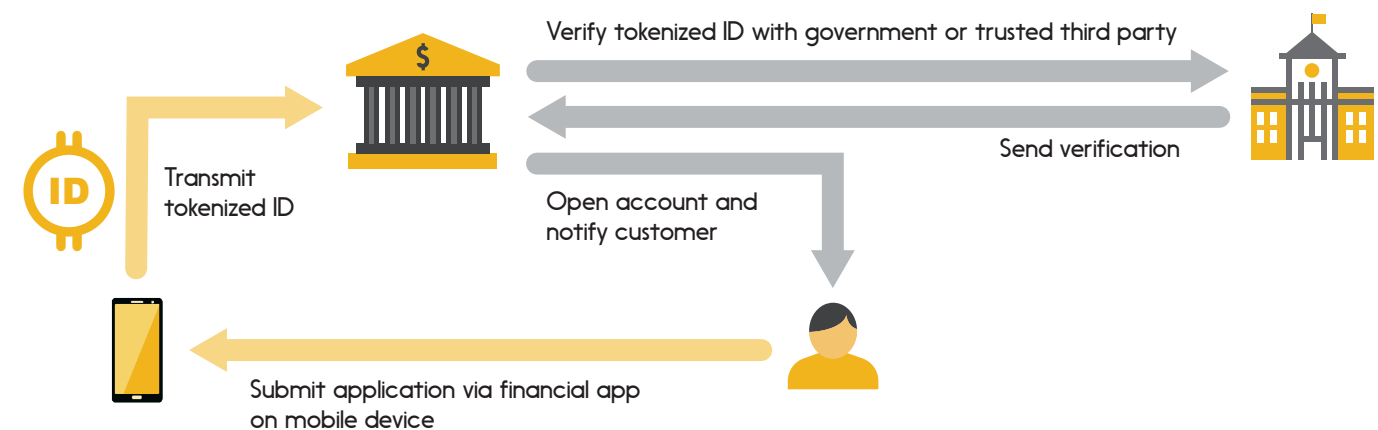 Verify tokenized ID with government or trusted third party
$
Send verification
ID
Transmit
tokenized ID
Open account and
notify customer
Submit application via financial app
on mobile device